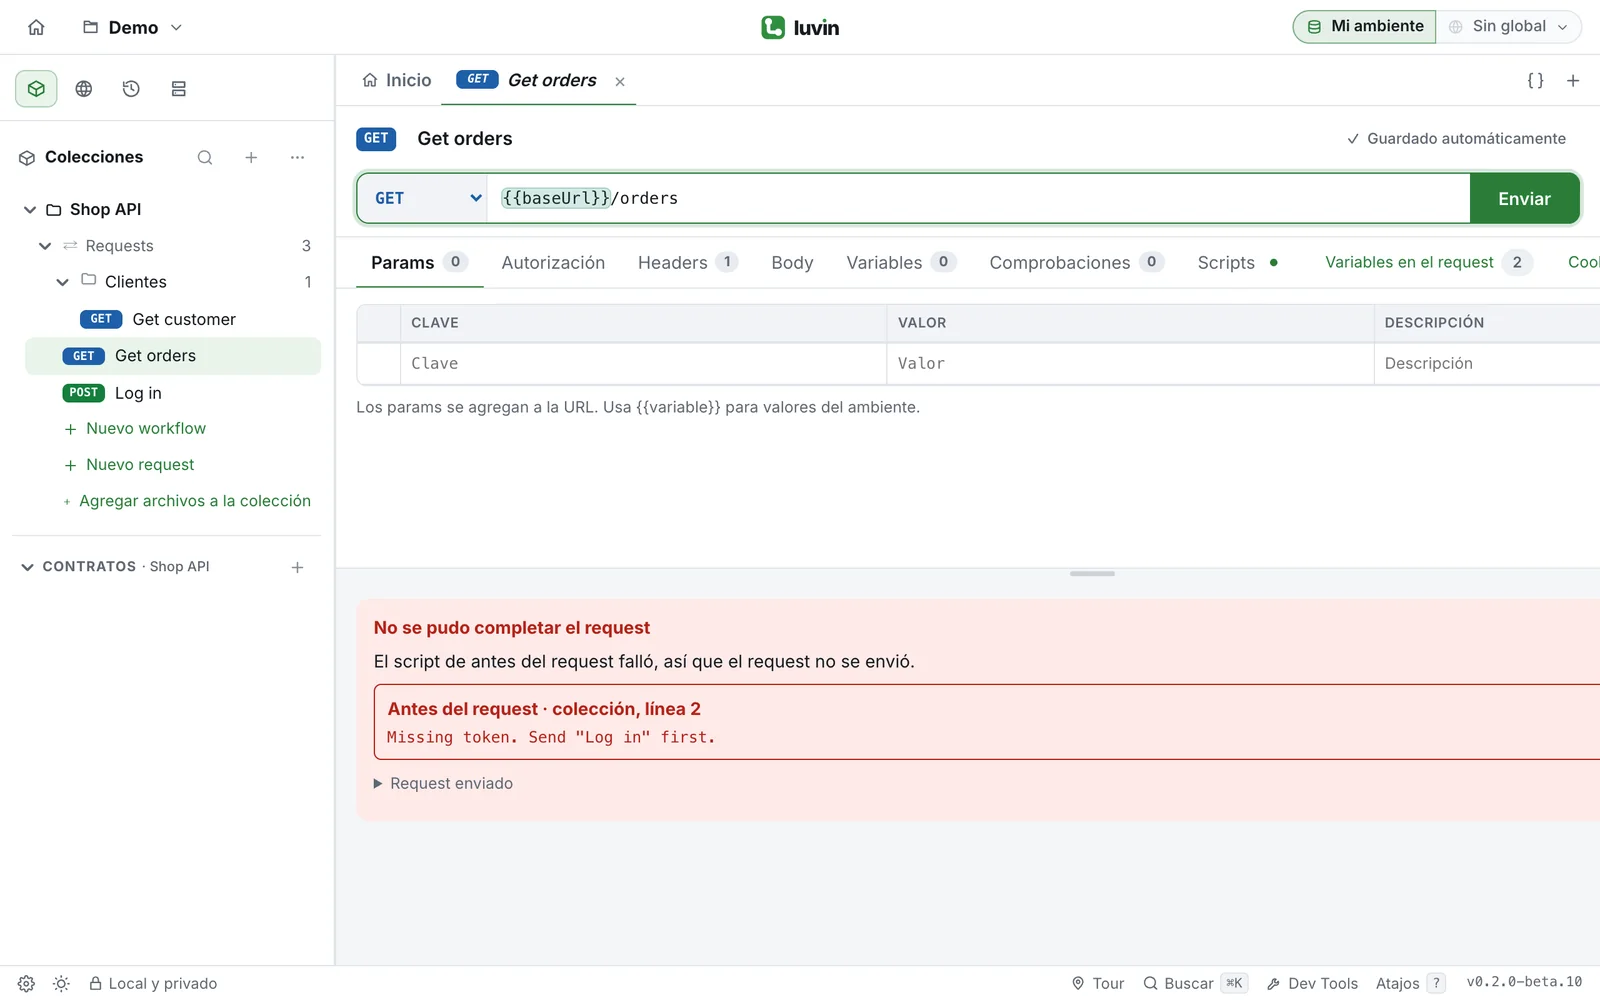 Demo
luvin
Mi ambiente
Sin global
Inicio
GET Get orders
Colecciones
Shop API
Requests 3
Clientes 1
GET Get customer
GET Get orders
POST Log in
+ Nuevo workflow
+ Nuevo request
+ Agregar archivos a la colección
CONTRATOS · Shop API
GET Get orders
Guardado automáticamente
GET {{baseUrl}}/orders Enviar
Params 0 Autorización Headers 1 Body Variables 0 Comprobaciones 0 Scripts Variables en el request 2
CLAVE VALOR DESCRIPCIÓN
Clave Valor Descripción
Los params se agregan a la URL. Usa {{variable}} para valores del ambiente.
No se pudo completar el request
El script de antes del request falló, así que el request no se envió.
Antes del request · colección, línea 2
Missing token. Send "Log in" first.
Request enviado
Local y privado
Tour Buscar ⌘K Dev Tools Atajos ? v0.2.0-beta.10